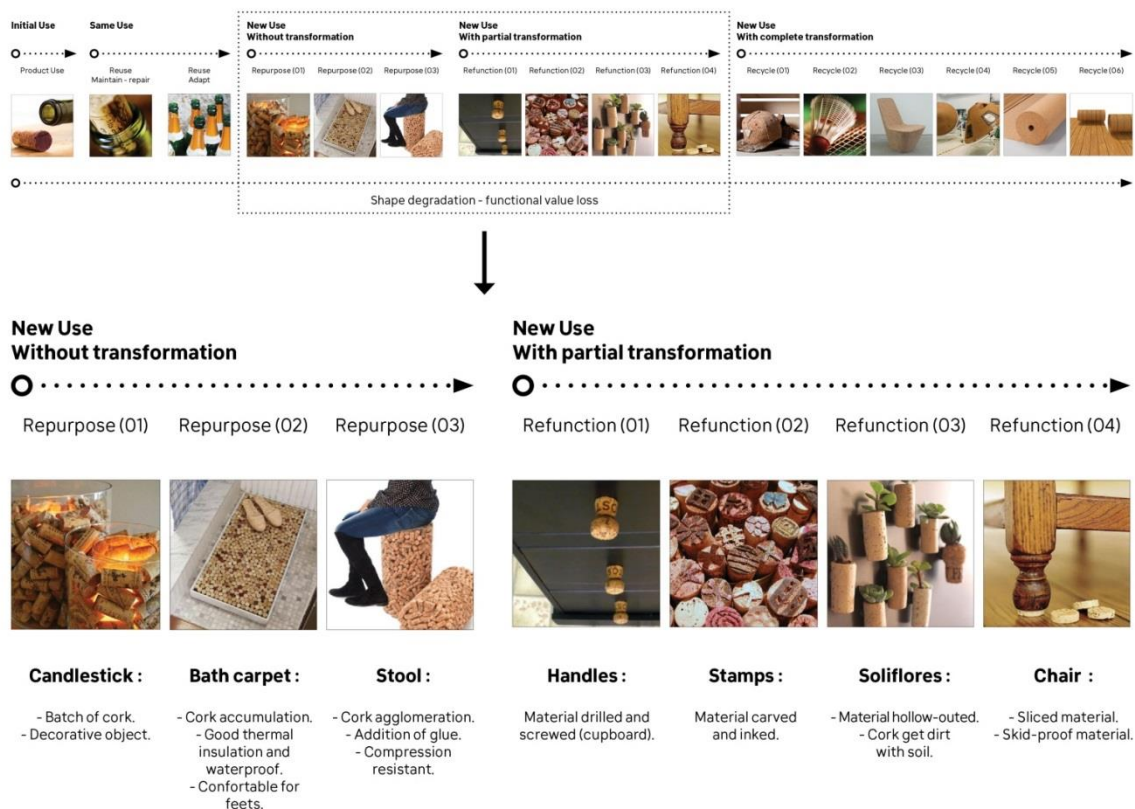 Initial Use
Same Use
New Use
Without transformation
New Use
With partial transformation
New Use
With complete transformation
Product Use
Reuse
Maintain - repair
Reuse
Adapt
Repurpose (01)
Repurpose (02)
Repurpose (03)
Refunction (01)
Refunction (02)
Refunction (03)
Refunction (04)
Recycle (01)
Recycle (02)
Recycle (03)
Recycle (04)
Recycle (05)
Recycle (06)
Shape degradation - functional value loss
New Use
Without transformation
New Use
With partial transformation
Repurpose (01)
Repurpose (02)
Repurpose (03)
Refunction (01)
Refunction (02)
Refunction (03)
Refunction (04)
Candlestick :
- Batch of cork.
- Decorative object.
Bath carpet :
- Cork accumulation.
- Good thermal
insulation and
waterproof.
- Confortable for
feets.
Stool :
- Cork agglomeration.
- Addition of glue.
- Compression
resistant.
Handles :
Material drilled and
screwed (cupboard).
Stamps :
Material carved
and inked.
Soliflores :
- Material hollow-outed.
- Cork get dirt
with soil.
Chair :
- Sliced material.
- Skid-proof material.